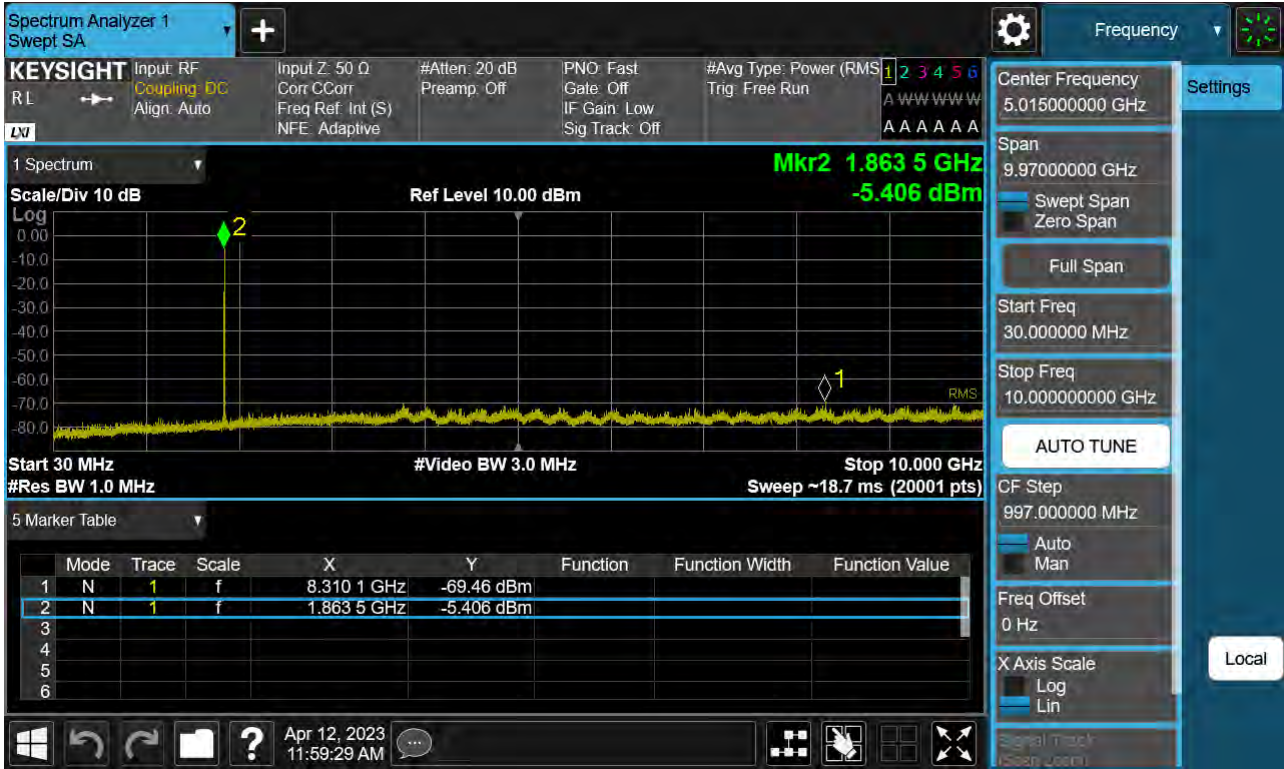 Spectrum Analyzer 1
Swept SA
+
Frequency
KEYSIGHT
RL
LXI
Input: RF
Coupling: DC
Align: Auto
Input Z: 50 Ω
Corr CCorr
Freq Ref: Int (S)
NFE: Adaptive
#Atten: 20 dB
Preamp: Off
PNO: Fast
Gate: Off
IF Gain: Low
Sig Track: Off
#Avg Type: Power (RMS
Trig: Free Run
1 2 3 4 5 6
A W W W W W
A A A A A A
1 Spectrum
Scale/Div 10 dB
Ref Level 10.00 dBm
Mkr2 1.863 5 GHz
-5.406 dBm
Log
0.00
-10.0
-20.0
-30.0
-40.0
-50.0
-60.0
-70.0
-80.0
2
1
RMS
Start 30 MHz
#Video BW 3.0 MHz
Stop 10.000 GHz
#Res BW 1.0 MHz
Sweep ~18.7 ms (20001 pts)
5 Marker Table
Mode Trace Scale X Y Function Function Width Function Value
1 N 1 f 8.310 1 GHz -69.46 dBm
2 N 1 f 1.863 5 GHz -5.406 dBm
3
4
5
6
Apr 12, 2023
11:59:29 AM
?
Center Frequency
5.015000000 GHz
Settings
Span
9.97000000 GHz
Swept Span
Zero Span
Full Span
Start Freq
30.000000 MHz
Stop Freq
10.000000000 GHz
AUTO TUNE
CF Step
997.000000 MHz
Auto
Man
Freq Offset
0 Hz
X Axis Scale
Log
Lin
Local
Signal Track
(Span Zoom)